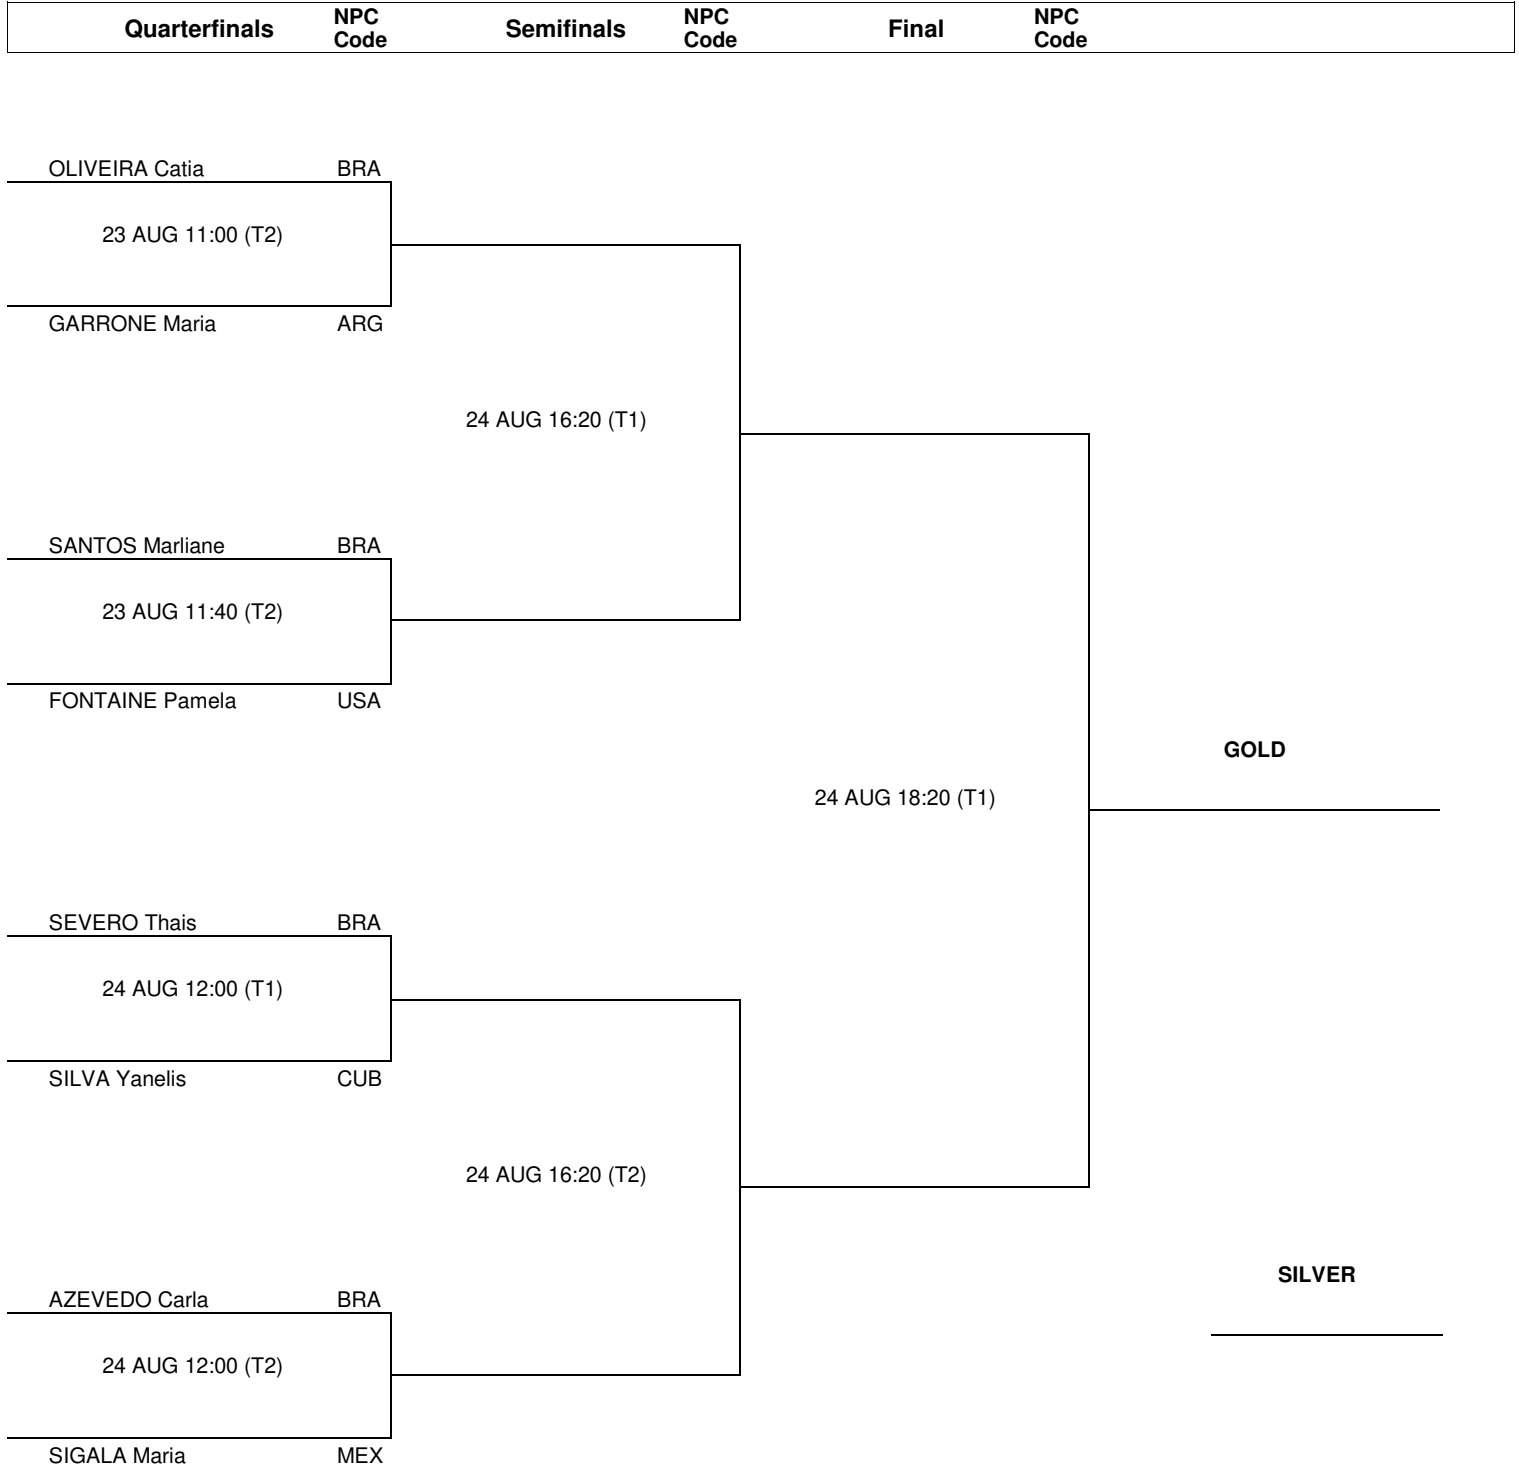 Quarterfinals NPC Code Semifinals NPC Code Final NPC Code
OLIVEIRA Catia BRA
23 AUG 11:00 (T2)
GARRONE Maria ARG
24 AUG 16:20 (T1)
SANTOS Marliane BRA
23 AUG 11:40 (T2)
FONTAINE Pamela USA
GOLD
24 AUG 18:20 (T1)
SEVERO Thais BRA
24 AUG 12:00 (T1)
SILVA Yanelis CUB
24 AUG 16:20 (T2)
SILVER
AZEVEDO Carla BRA
24 AUG 12:00 (T2)
SIGALA Maria MEX